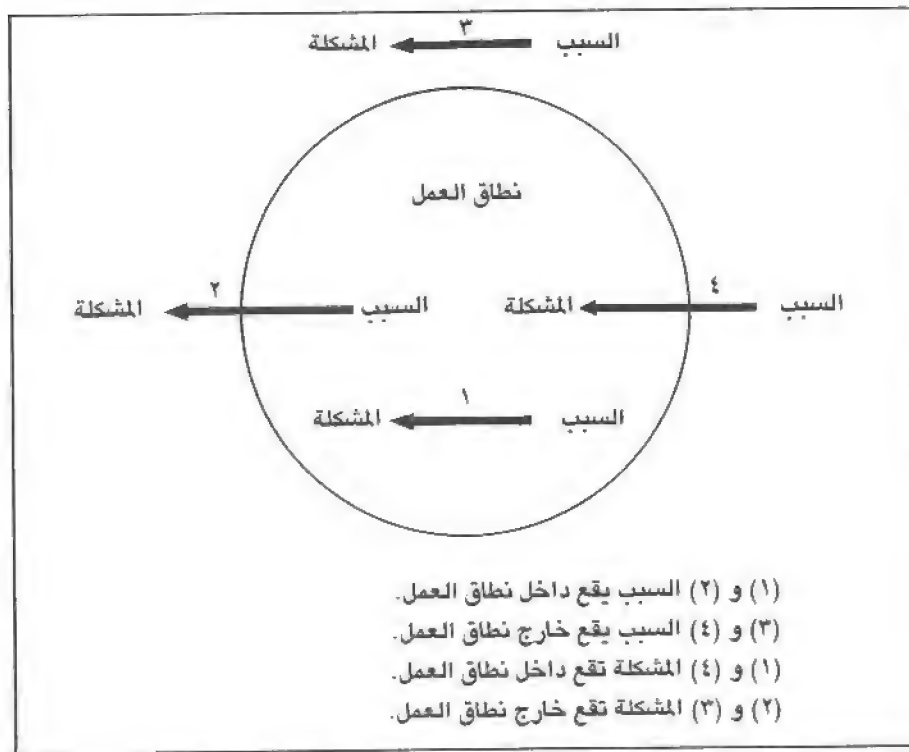 السبب ٣ المشكلة
نطاق العمل
السبب ٤ المشكلة السبب ٢ المشكلة
السبب ١ المشكلة
(١) و (٢) السبب يقع داخل نطاق العمل.
(٣) و (٤) السبب يقع خارج نطاق العمل.
(١) و (٤) المشكلة تقع داخل نطاق العمل.
(٢) و (٣) المشكلة تقع خارج نطاق العمل.